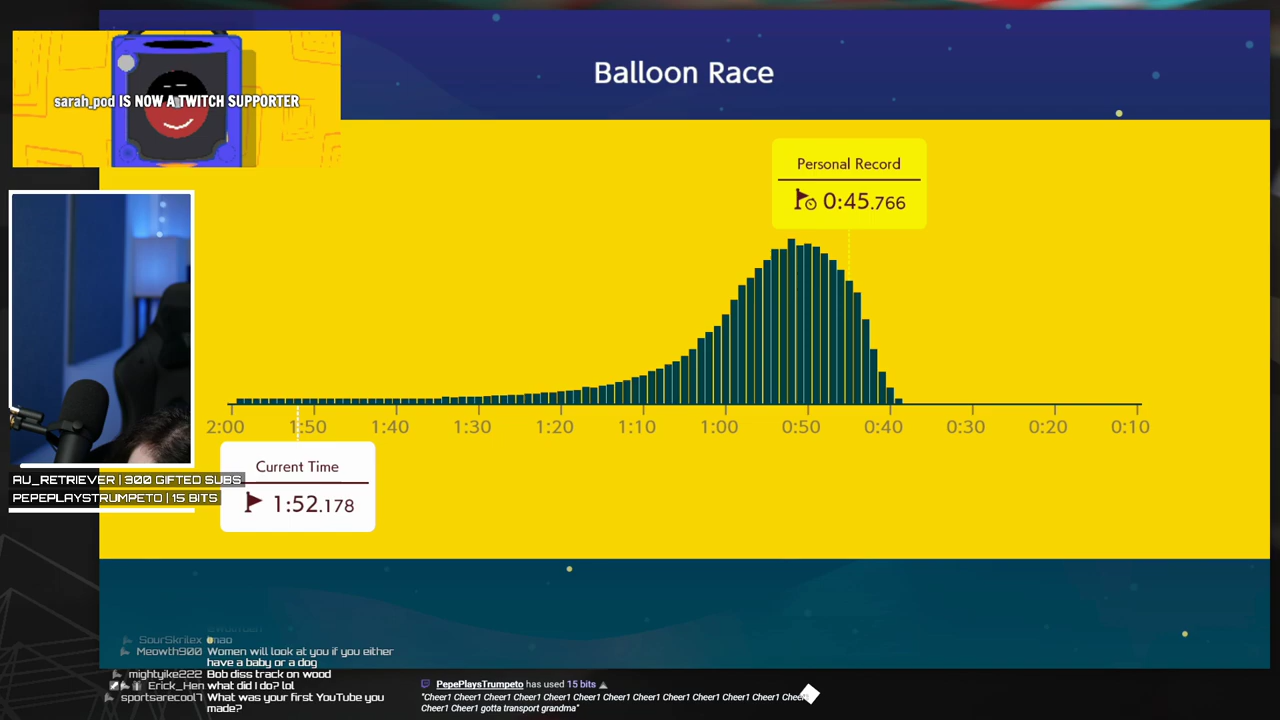 Balloon Race
sarah_pod IS NOW A TWITCH SUPPORTER
Personal Record
0:45.766
2:00 1:50 1:40 1:30 1:20 1:10 1:00 0:50 0:40 0:30 0:20 0:10
Current Time
1:52.178
AU_RETRIEVER | 300 GIFTED SUBS
PEPEPLAYSTRUMPETO | 15 BITS
SourSkrilex lmao
Meowth900 Women will look at you if you either
have a baby or a dog
mightyike222 Bob diss track on wood
Erick_Hen what did I do? lol
sportsarecool7 What was your first YouTube you
made?
PepePlaysTrumpeto has used 15 bits
"Cheer1 Cheer1 Cheer1 Cheer1 Cheer1 Cheer1 Cheer1 Cheer1 Cheer1 Cheer1 Cheer1 Cheer1 Cheer1
Cheer1 Cheer1 gotta transport grandma"